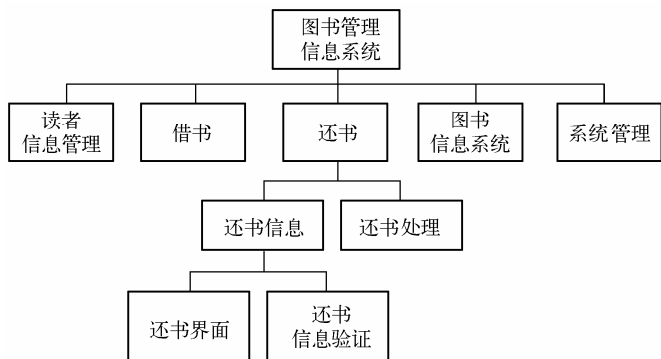 图书管理
信息系统
读者
信息管理
借书
还书
图书
信息系统
系统管理
还书信息
还书处理
还书界面
还书
信息验证